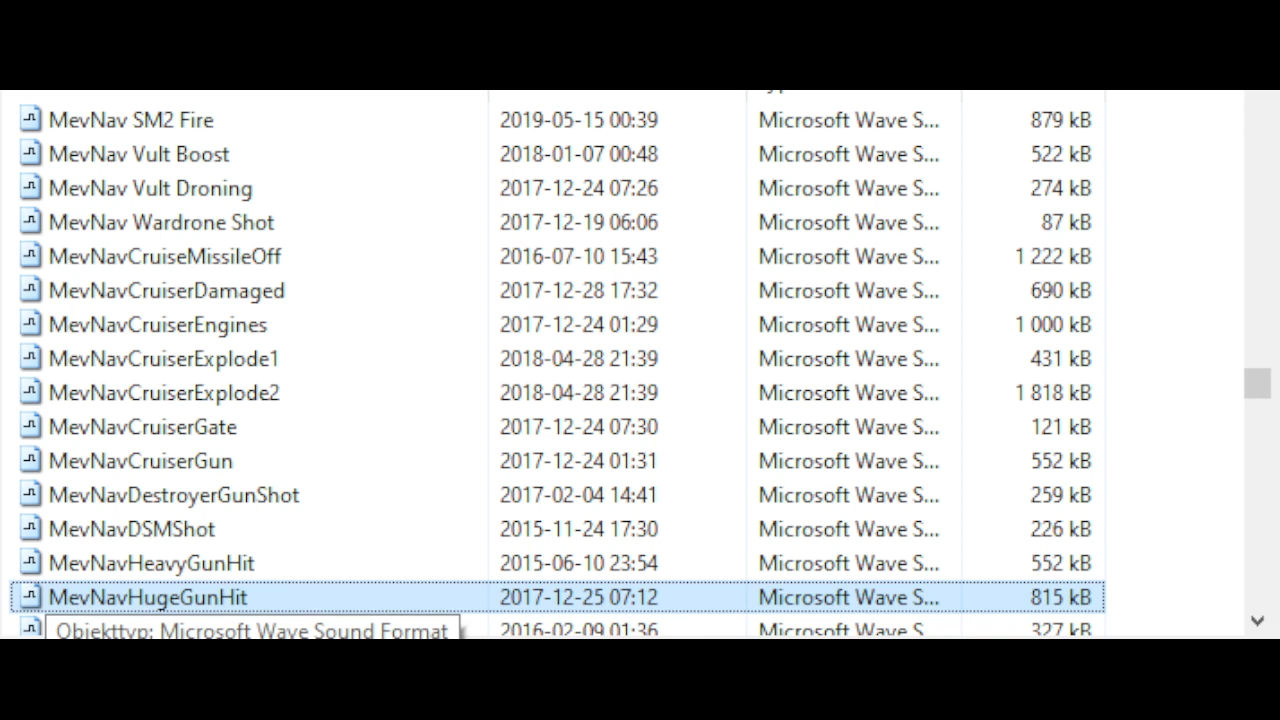 MevNav SM2 Fire 2019-05-15 00:39 Microsoft Wave S... 879 kB
MevNav Vult Boost 2018-01-07 00:48 Microsoft Wave S... 522 kB
MevNav Vult Droning 2017-12-24 07:26 Microsoft Wave S... 274 kB
MevNav Wardrone Shot 2017-12-19 06:06 Microsoft Wave S... 87 kB
MevNavCruiseMissileOff 2016-07-10 15:43 Microsoft Wave S... 1 222 kB
MevNavCruiserDamaged 2017-12-28 17:32 Microsoft Wave S... 690 kB
MevNavCruiserEngines 2017-12-24 01:29 Microsoft Wave S... 1 000 kB
MevNavCruiserExplode1 2018-04-28 21:39 Microsoft Wave S... 431 kB
MevNavCruiserExplode2 2018-04-28 21:39 Microsoft Wave S... 1 818 kB
MevNavCruiserGate 2017-12-24 07:30 Microsoft Wave S... 121 kB
MevNavCruiserGun 2017-12-24 01:31 Microsoft Wave S... 552 kB
MevNavDestroyerGunShot 2017-02-04 14:41 Microsoft Wave S... 259 kB
MevNavDSMShot 2015-11-24 17:30 Microsoft Wave S... 226 kB
MevNavHeavyGunHit 2015-06-10 23:54 Microsoft Wave S... 552 kB
MevNavHugeGunHit 2017-12-25 07:12 Microsoft Wave S... 815 kB
Objekttyp: Microsoft Wave Sound Format 2016-02-09 01:36 Microsoft Wave S 327 kB